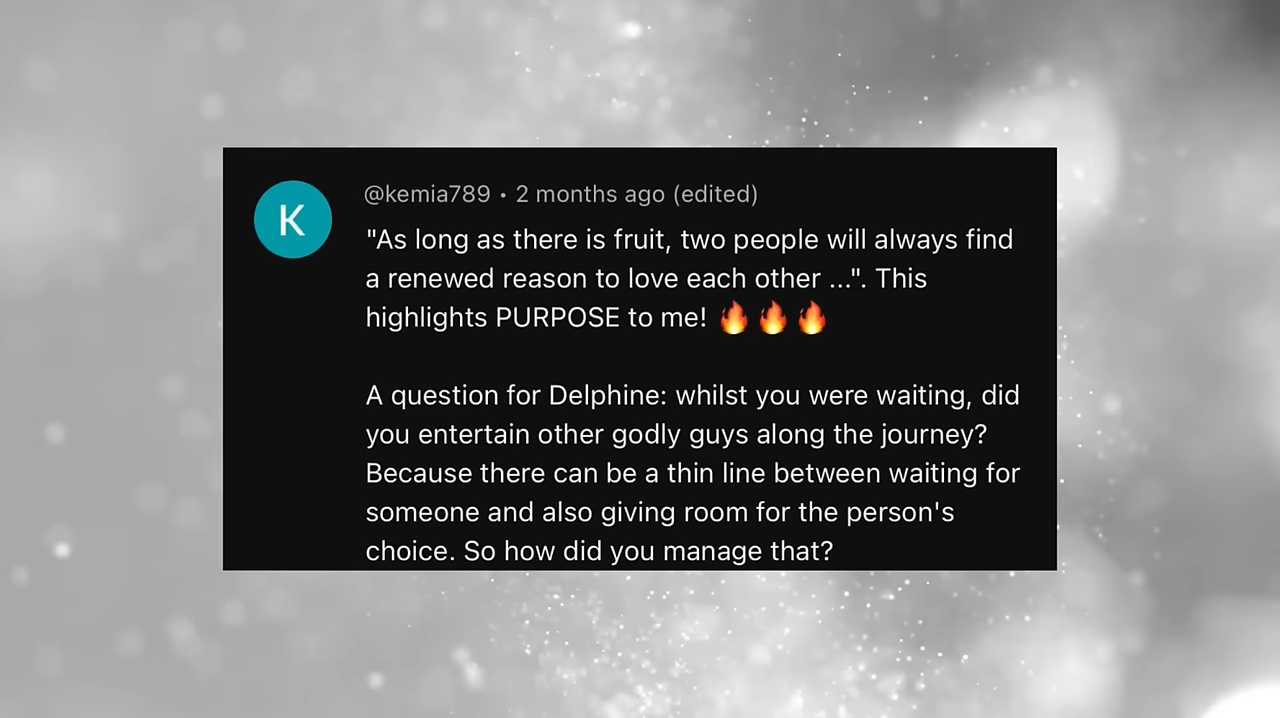 K
@kemia789 • 2 months ago (edited)
"As long as there is fruit, two people will always find
a renewed reason to love each other ...". This
highlights PURPOSE to me! 🔥🔥🔥
A question for Delphine: whilst you were waiting, did
you entertain other godly guys along the journey?
Because there can be a thin line between waiting for
someone and also giving room for the person's
choice. So how did you manage that?